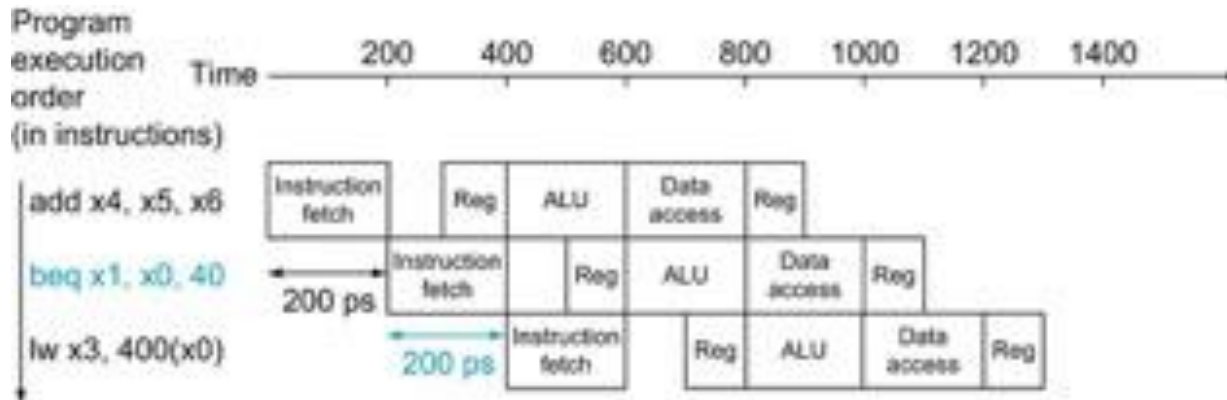 Program
execution
order
(in instructions)
Time
200 400 600 800 1000 1200 1400
add x4, x5, x6
Instruction
fetch
Reg
ALU
Data
access
Reg
beq x1, x0, 40
200 ps
Instruction
fetch
Reg
ALU
Data
access
Reg
lw x3, 400(x0)
200 ps
Instruction
fetch
Reg
ALU
Data
access
Reg